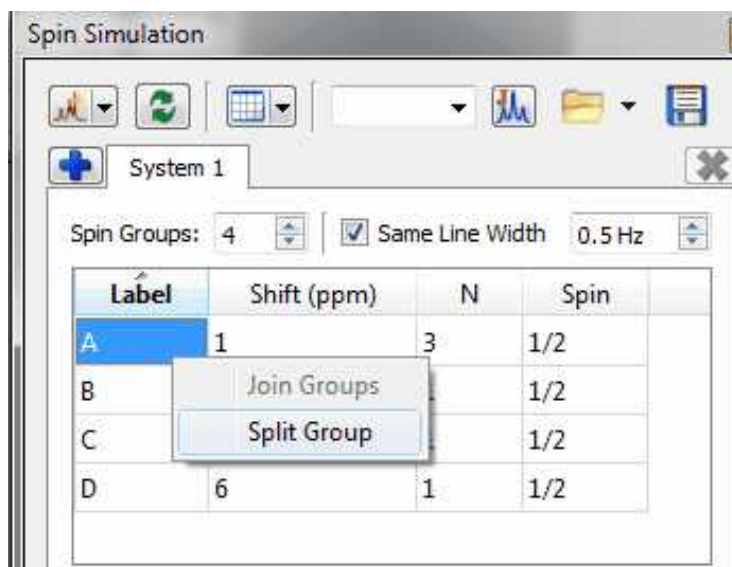 Spin Simulation
System 1
Spin Groups: 4 Same Line Width 0.5 Hz
Label Shift (ppm) N Spin
A 1 3 1/2
B 1/2
Join Groups
C 1/2
Split Group
D 6 1 1/2